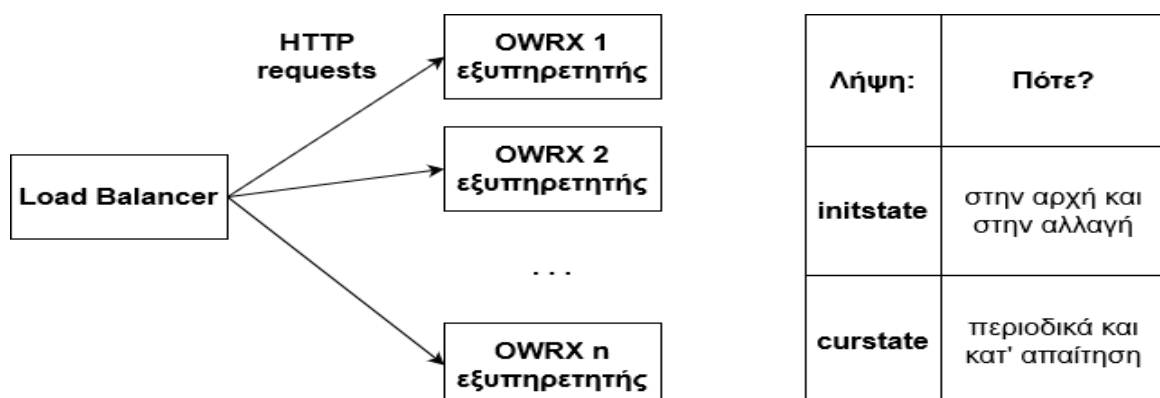 HTTP
requests
OWRX 1
εξυπηρετητής
Load Balancer
OWRX 2
εξυπηρετητής
. . .
OWRX n
εξυπηρετητής
Λήψη:
Πότε?
initstate
στην αρχή και
στην αλλαγή
curstate
περιοδικά και
κατ' απαίτηση